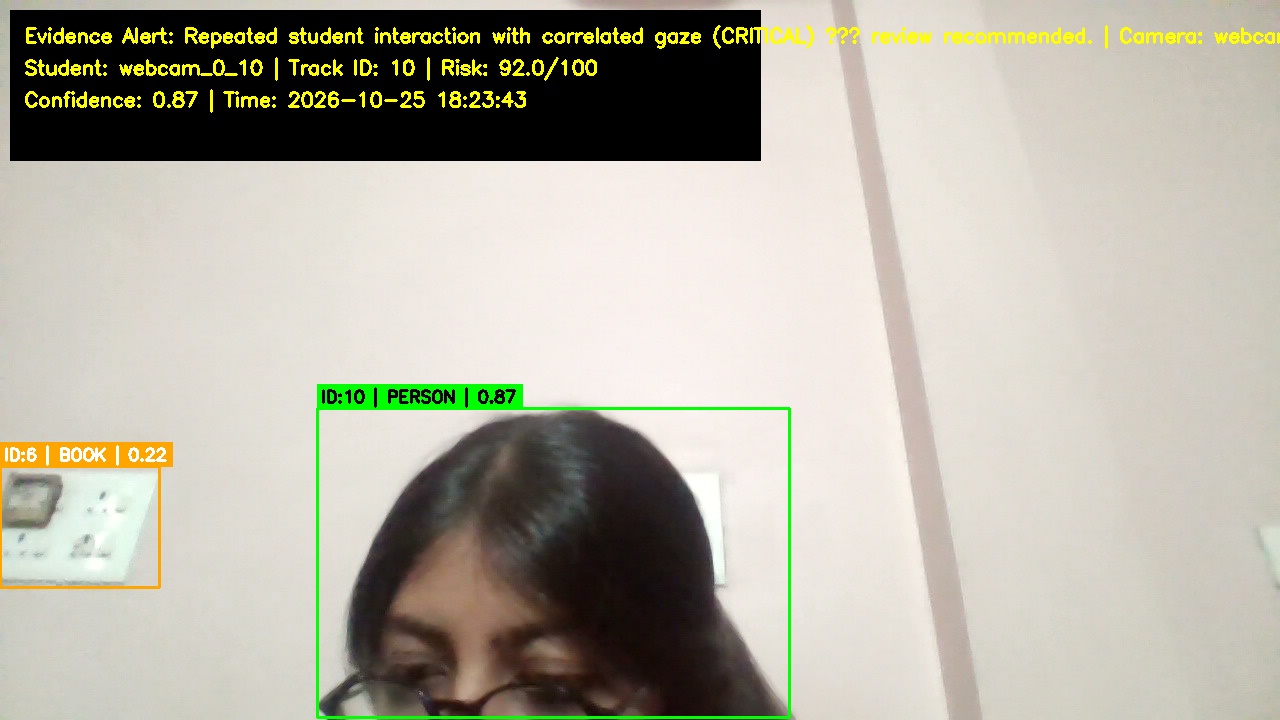 Evidence Alert: Repeated student interaction with correlated gaze (CRITICAL) ??? review recommended. | Camera: webcam
Student: webcam_0_10 | Track ID: 10 | Risk: 92.0/100
Confidence: 0.87 | Time: 2026-10-25 18:23:43
ID:10 | PERSON | 0.87
ID:6 | BOOK | 0.22